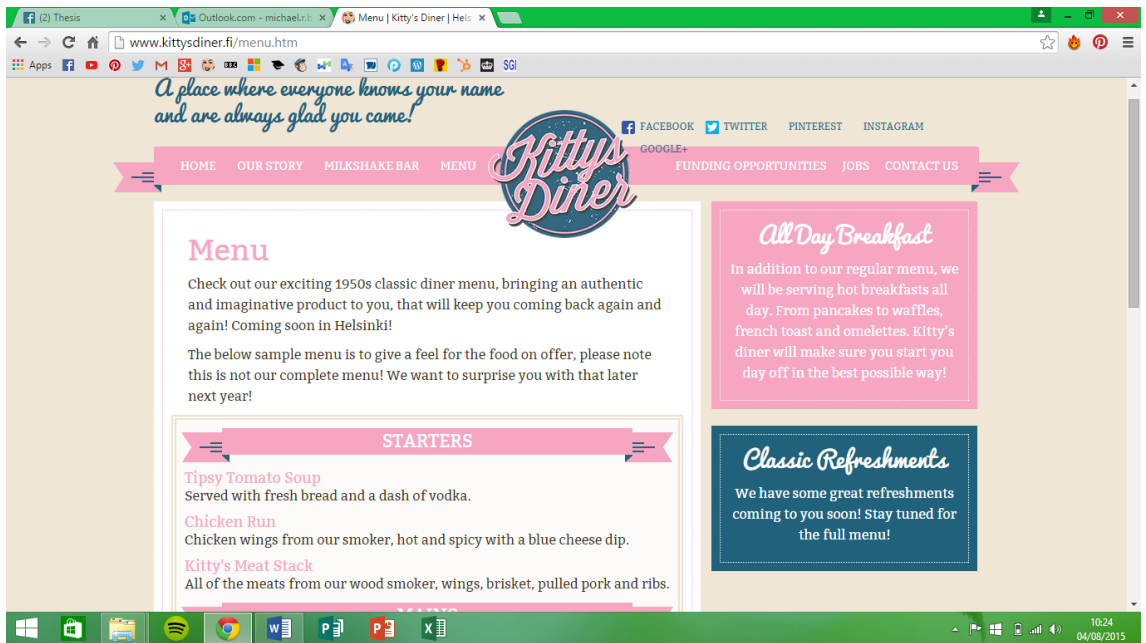 (2) Thesis
Outlook.com - michael.r.b
Menu | Kitty's Diner | Hels
www.kittysdiner.fi/menu.htm
Apps
SGI
A place where everyone knows your name
and are always glad you came!
FACEBOOK TWITTER PINTEREST INSTAGRAM
GOOGLE+
HOME OUR STORY MILKSHAKE BAR MENU
Kittys
Diner
FUNDING OPPORTUNITIES JOBS CONTACT US
Menu
Check out our exciting 1950s classic diner menu, bringing an authentic
and imaginative product to you, that will keep you coming back again and
again! Coming soon in Helsinki!
The below sample menu is to give a feel for the food on offer, please note
this is not our complete menu! We want to surprise you with that later
next year!
STARTERS
Tipsy Tomato Soup
Served with fresh bread and a dash of vodka.
Chicken Run
Chicken wings from our smoker, hot and spicy with a blue cheese dip.
Kitty's Meat Stack
All of the meats from our wood smoker, wings, brisket, pulled pork and ribs.
MAINS
All Day Breakfast
In addition to our regular menu, we
will be serving hot breakfasts all
day. From pancakes to waffles,
french toast and omelettes. Kitty's
diner will make sure you start you
day off in the best possible way!
Classic Refreshments
We have some great refreshments
coming to you soon! Stay tuned for
the full menu!
10:24
04/08/2015